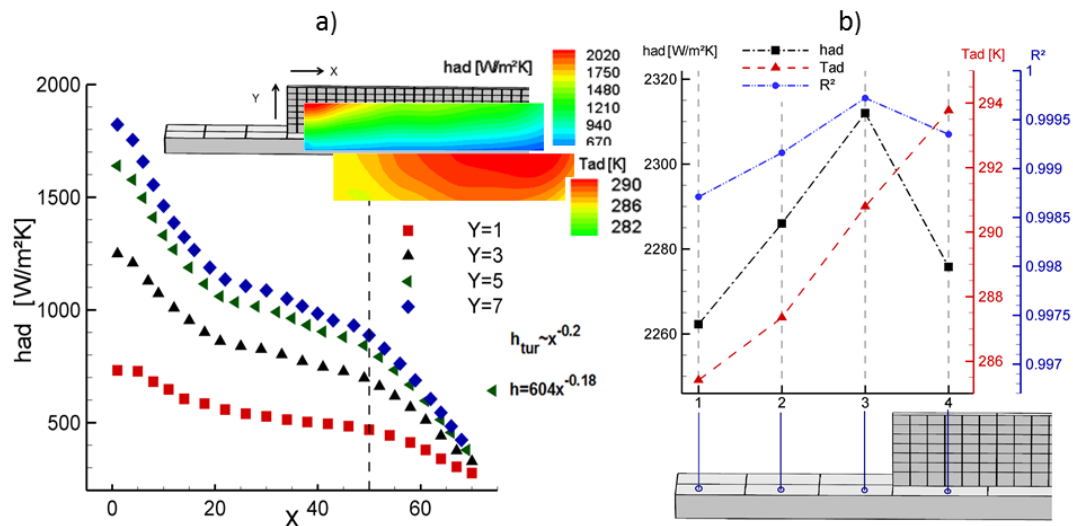 a)
had [W/m²K]
2000
1500
1000
500
0
20
40
60
X
had [W/m²K]
X
Y
had [W/m²K]
2020
1750
1480
1210
940
670
Tad [K]
290
286
282
Y=1
Y=3
Y=5
Y=7
h_tur~x^-0.2
h=604x^-0.18
b)
had [W/m²K]
had
Tad
R²
Tad [K]
R²
2320
2300
2280
2260
1
2
3
4
294
292
290
288
286
285
1
0.9995
0.999
0.9985
0.998
0.9975
0.997